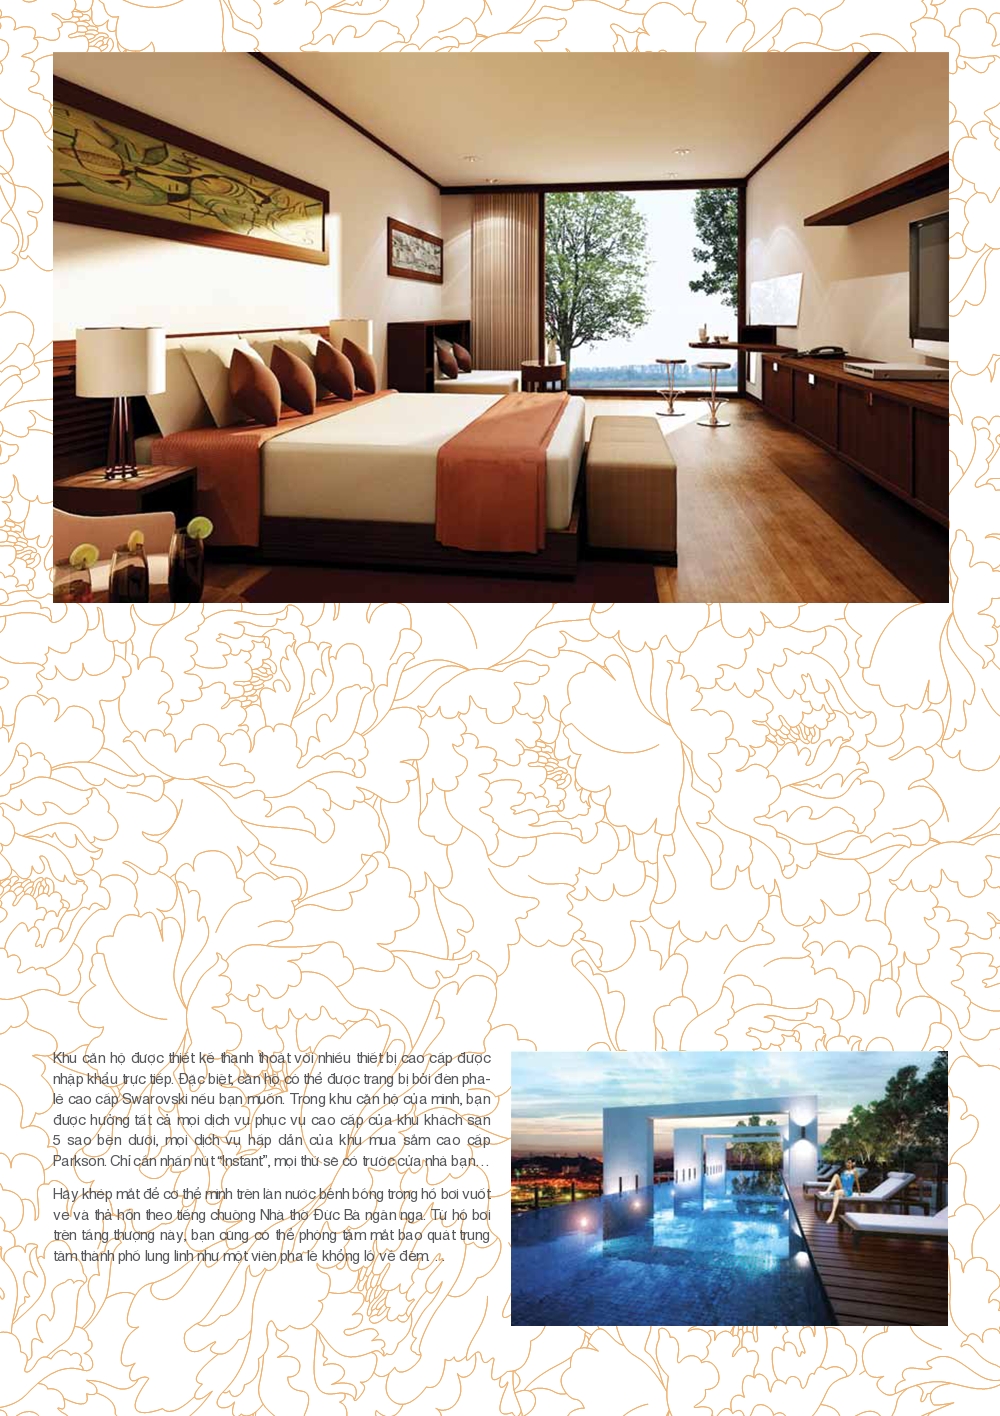 Khu căn hộ được thiết kế thanh thoát với nhiều thiết bị cao cấp được
nhập khẩu trực tiếp. Đặc biệt, căn hộ có thể được trang bị bởi đèn pha-
lê cao cấp Swarovski nếu bạn muốn. Trong khu căn hộ của mình, bạn
được hưởng tất cả mọi dịch vụ phục vụ cao cấp của khu khách sạn
5 sao bên dưới, mọi dịch vụ hấp dẫn của khu mua sắm cao cấp
Parkson. Chỉ cần nhấn nút “Instant”, mọi thứ sẽ có trước cửa nhà bạn…
Hãy khép mắt để cơ thể mình trên làn nước bềnh bồng trong hồ bơi vuốt
ve và thả hồn theo tiếng chuông Nhà thờ Đức Bà ngân nga. Từ hồ bơi
trên tầng thượng này, bạn cũng có thể phóng tầm mắt bao quát trung
tâm thành phố lung linh như một viên pha lê khổng lồ về đêm. …